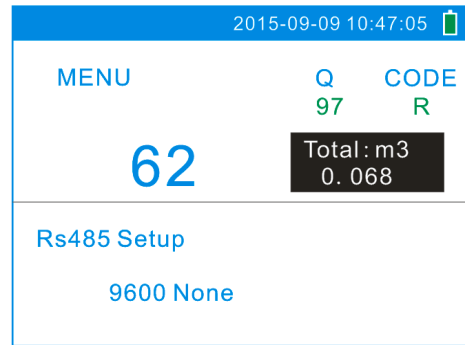 2015-09-09 10:47:05
MENU Q CODE
97 R
62
Total: m3
0. 068
Rs485 Setup
9600 None